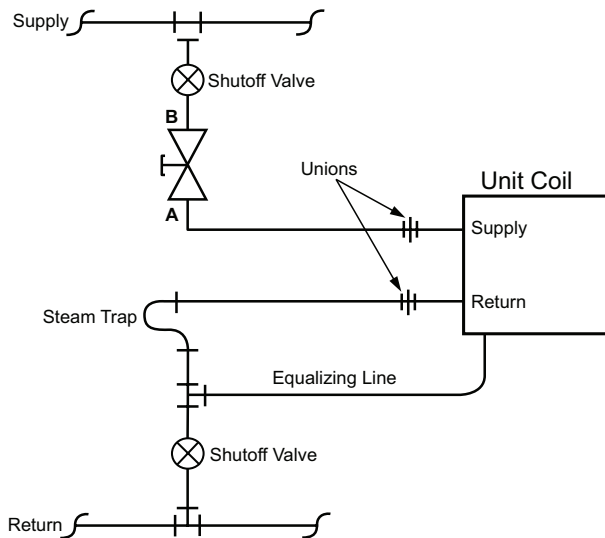 Supply
Shutoff Valve
B
A
Unions
Unit Coil
Supply
Return
Steam Trap
Equalizing Line
Shutoff Valve
Return